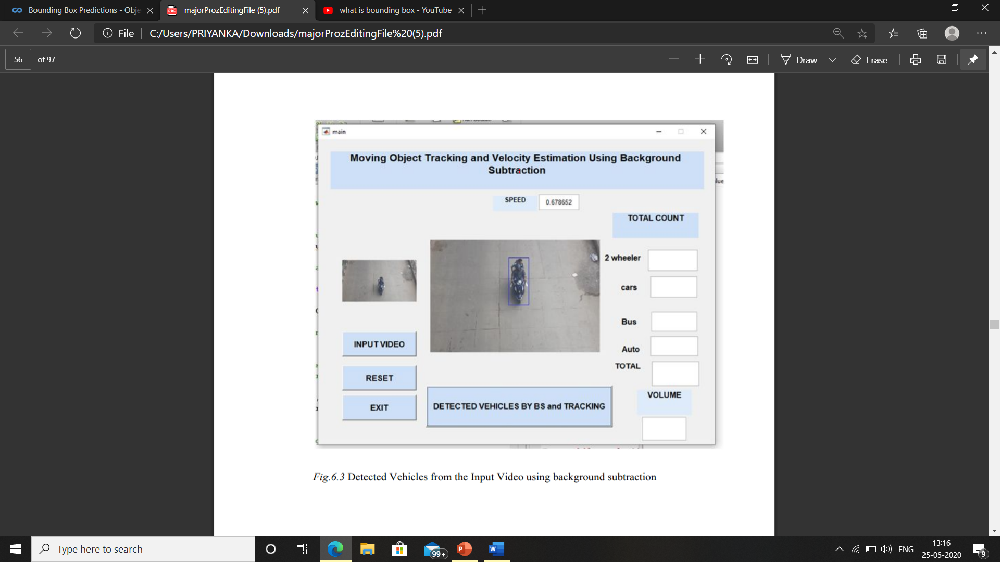 Bounding Box Predictions - Obje
majorProzEditingFile (5).pdf
what is bounding box - YouTube
File
C:/Users/PRIYANKA/Downloads/majorProzEditingFile%20(5).pdf
56 of 97
Draw
Erase
main
Moving Object Tracking and Velocity Estimation Using Background
Subtraction
SPEED
0.678652
TOTAL COUNT
2 wheeler
cars
Bus
Auto
TOTAL
VOLUME
INPUT VIDEO
RESET
EXIT
DETECTED VEHICLES BY BS and TRACKING
Fig.6.3 Detected Vehicles from the Input Video using background subtraction
Type here to search
99+
ENG
13:16
25-05-2020
9